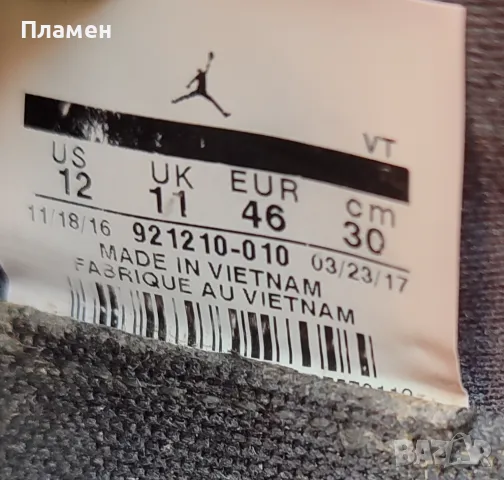 Пламен
VT
US UK EUR cm
12 11 46 30
11/18/16 921210-010 03/23/17
MADE IN VIETNAM
FABRIQUE AU VIETNAM
БАЗАР